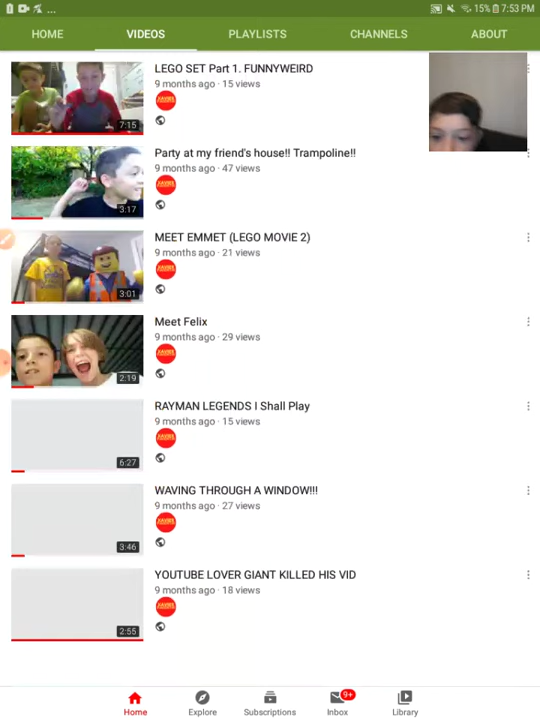 15% 7:53 PM
HOME VIDEOS PLAYLISTS CHANNELS ABOUT
LEGO SET Part 1. FUNNYWEIRD
9 months ago · 15 views
7:15
Party at my friend's house!! Trampoline!!
9 months ago · 47 views
3:17
MEET EMMET (LEGO MOVIE 2)
9 months ago · 21 views
3:01
Meet Felix
9 months ago · 29 views
2:19
RAYMAN LEGENDS I Shall Play
9 months ago · 15 views
6:27
WAVING THROUGH A WINDOW!!!
9 months ago · 27 views
3:46
YOUTUBE LOVER GIANT KILLED HIS VID
9 months ago · 18 views
2:55
9+
Home Explore Subscriptions Inbox Library